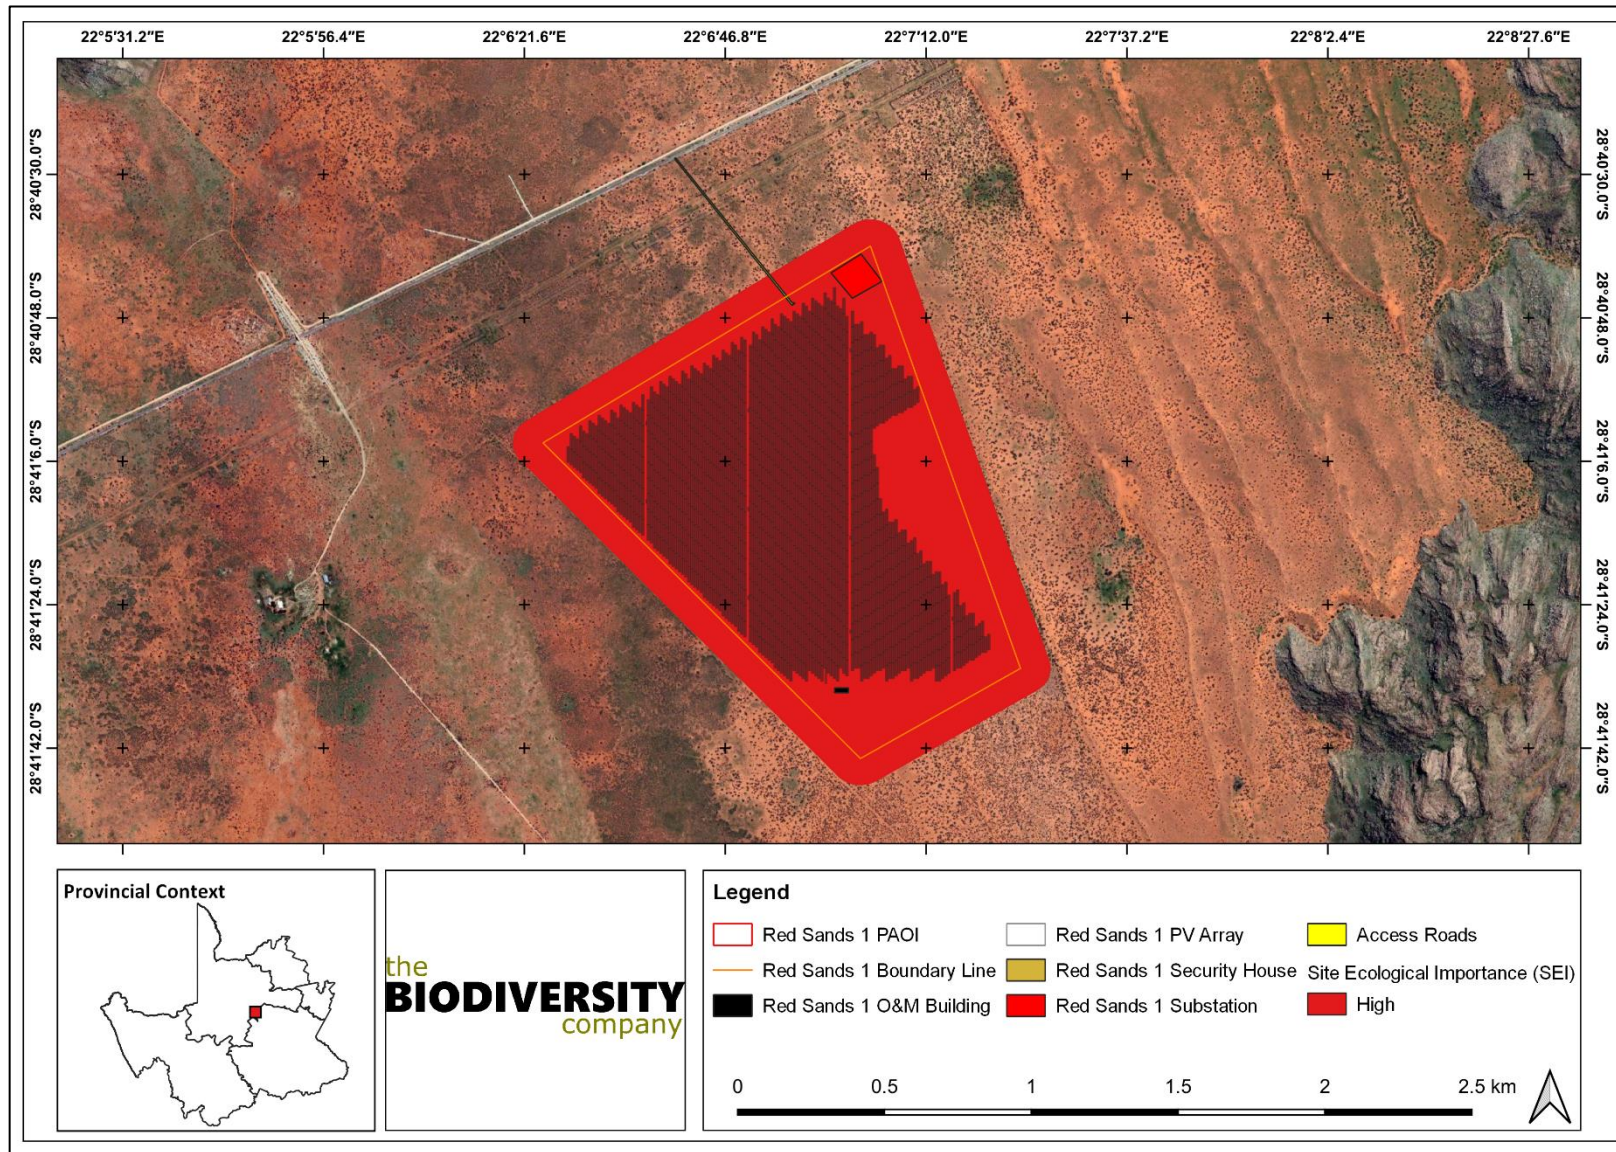 22°5'31.2"E 22°5'56.4"E 22°6'21.6"E 22°6'46.8"E 22°7'12.0"E 22°7'37.2"E 22°8'2.4"E 22°8'27.6"E
28°40'30.0"S 28°40'30.0"S
28°40'48.0"S 28°40'48.0"S
28°41'6.0"S 28°41'6.0"S
28°41'24.0"S 28°41'24.0"S
28°41'42.0"S 28°41'42.0"S
Provincial Context
the
BIODIVERSITY
company
Legend
Red Sands 1 PAOI
Red Sands 1 Boundary Line
Red Sands 1 O&M Building
Red Sands 1 PV Array
Red Sands 1 Security House
Red Sands 1 Substation
Access Roads
Site Ecological Importance (SEI)
High
0 0.5 1 1.5 2 2.5 km